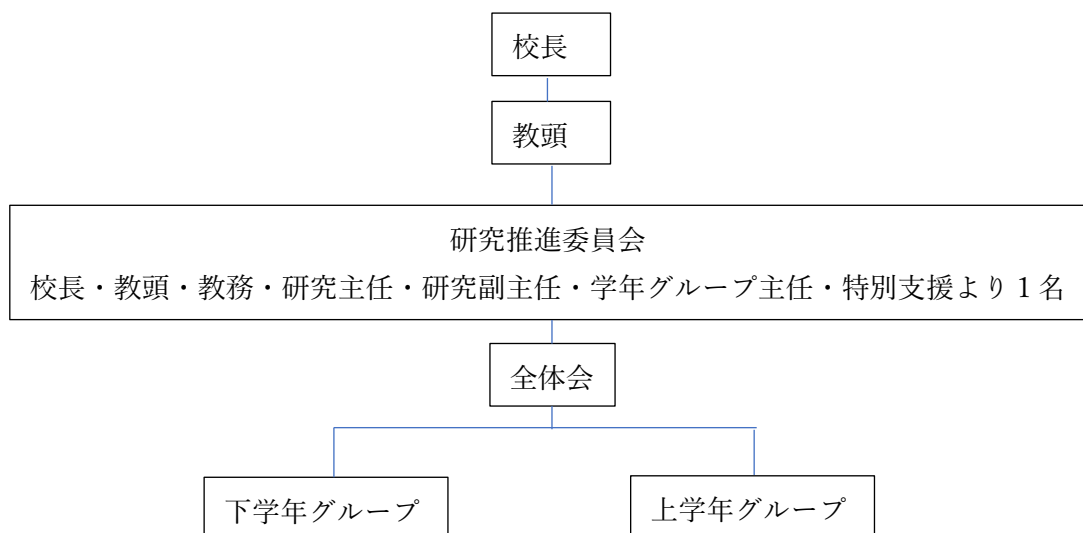 校長
教頭
研究推進委員会
校長・教頭・教務・研究主任・研究副主任・学年グループ主任・特別支援より 1 名
全体会
下学年グループ
上学年グループ